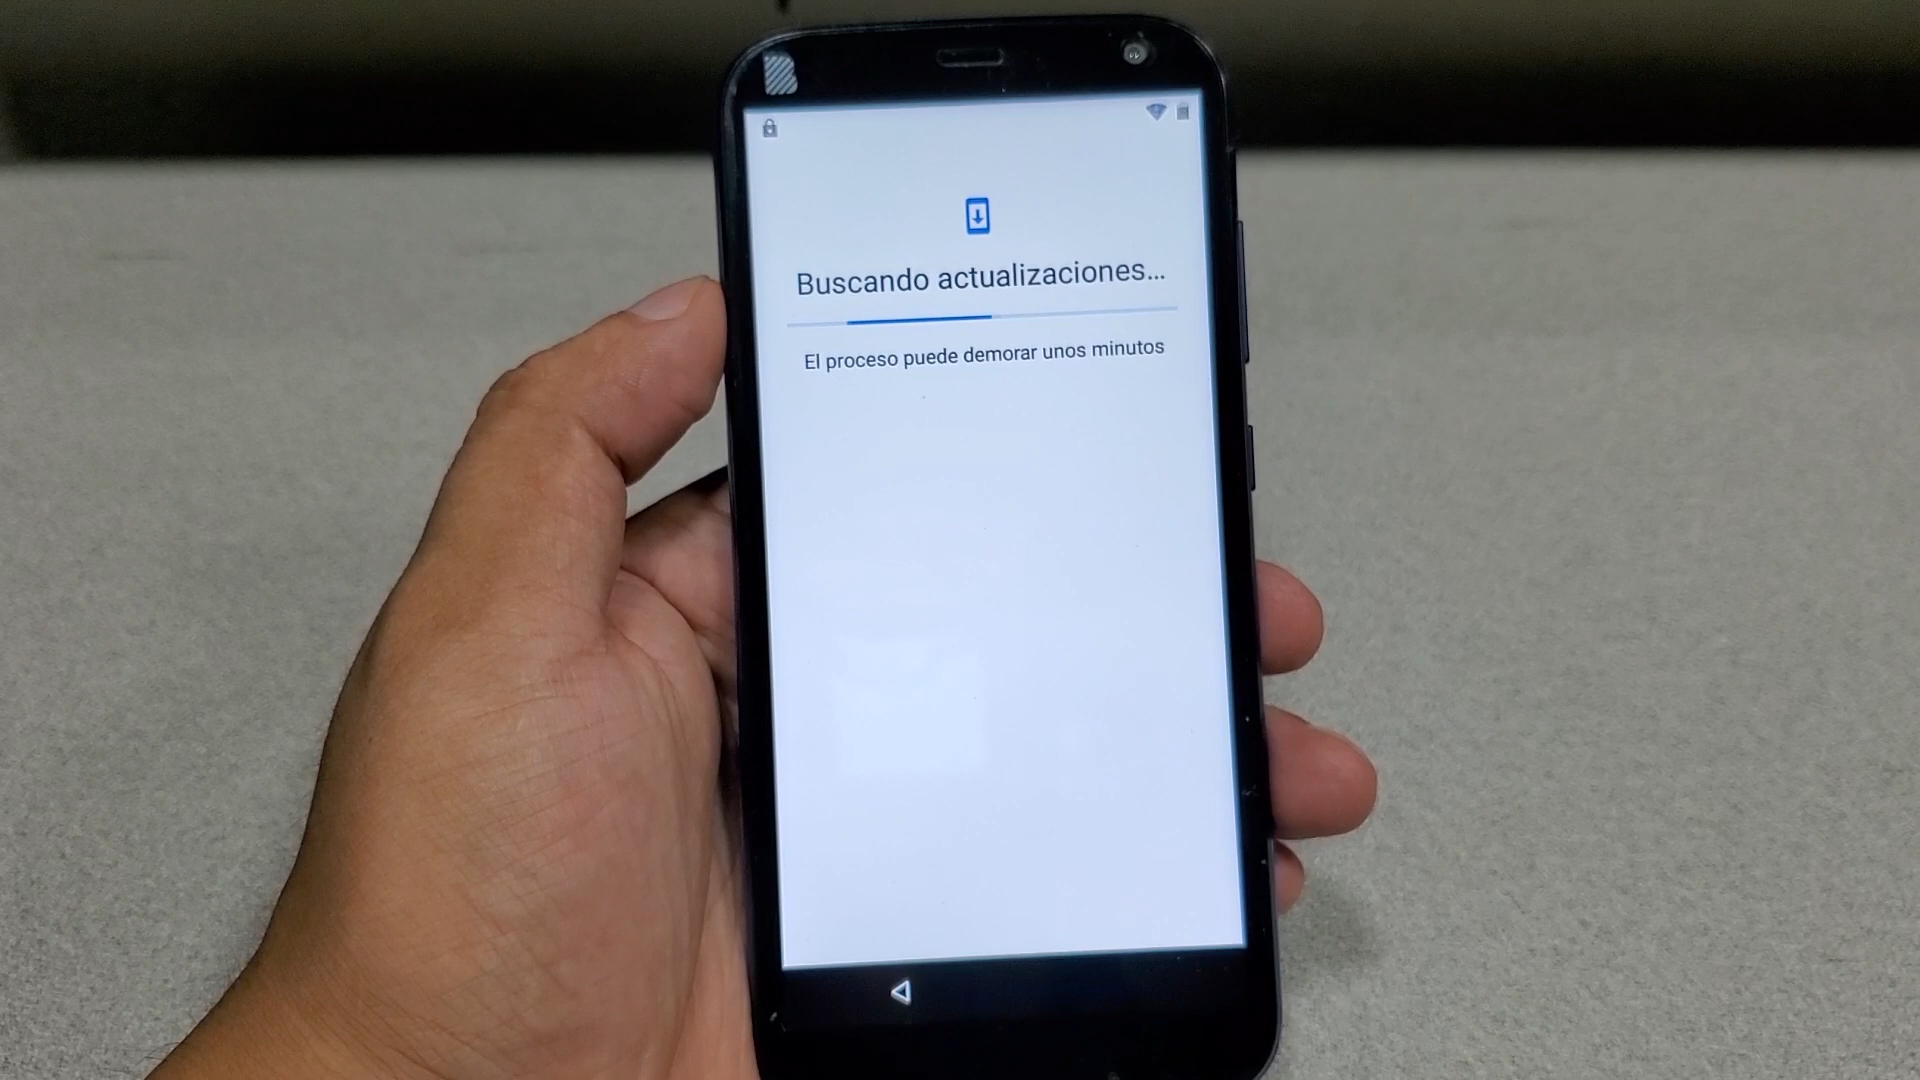 Buscando actualizaciones...
El proceso puede demorar unos minutos